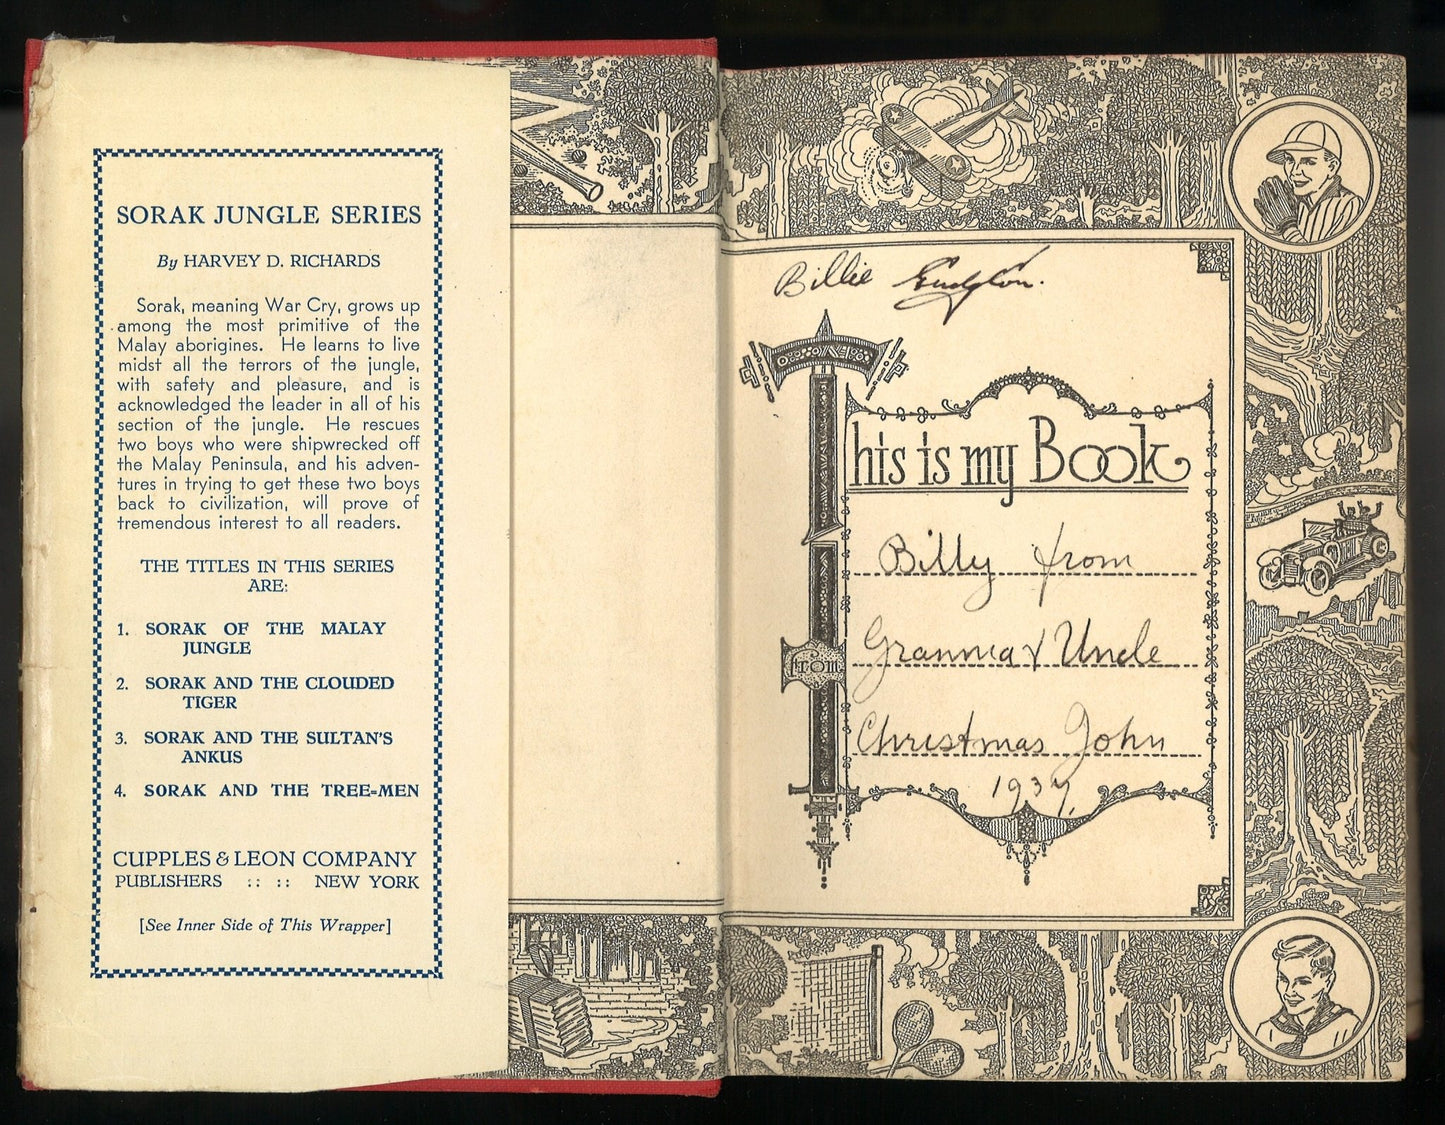 SORAK JUNGLE SERIES
By HARVEY D. RICHARDS
Sorak, meaning War Cry, grows up
among the most primitive of the
Malay aborigines. He learns to live
midst all the terrors of the jungle,
with safety and pleasure, and is
acknowledged the leader in all of his
section of the jungle. He rescues
two boys who were shipwrecked off
the Malay Peninsula, and his adven-
tures in trying to get these two boys
back to civilization, will prove of
tremendous interest to all readers.
THE TITLES IN THIS SERIES
ARE:
1. SORAK OF THE MALAY
JUNGLE
2. SORAK AND THE CLOUDED
TIGER
3. SORAK AND THE SULTAN'S
ANKUS
4. SORAK AND THE TREE-MEN
CUPPLES & LEON COMPANY
PUBLISHERS :: :: NEW YORK
[See Inner Side of This Wrapper]
Billie
This is my Book
Billy from
from
Grannia & Uncle
Christmas John
1937,